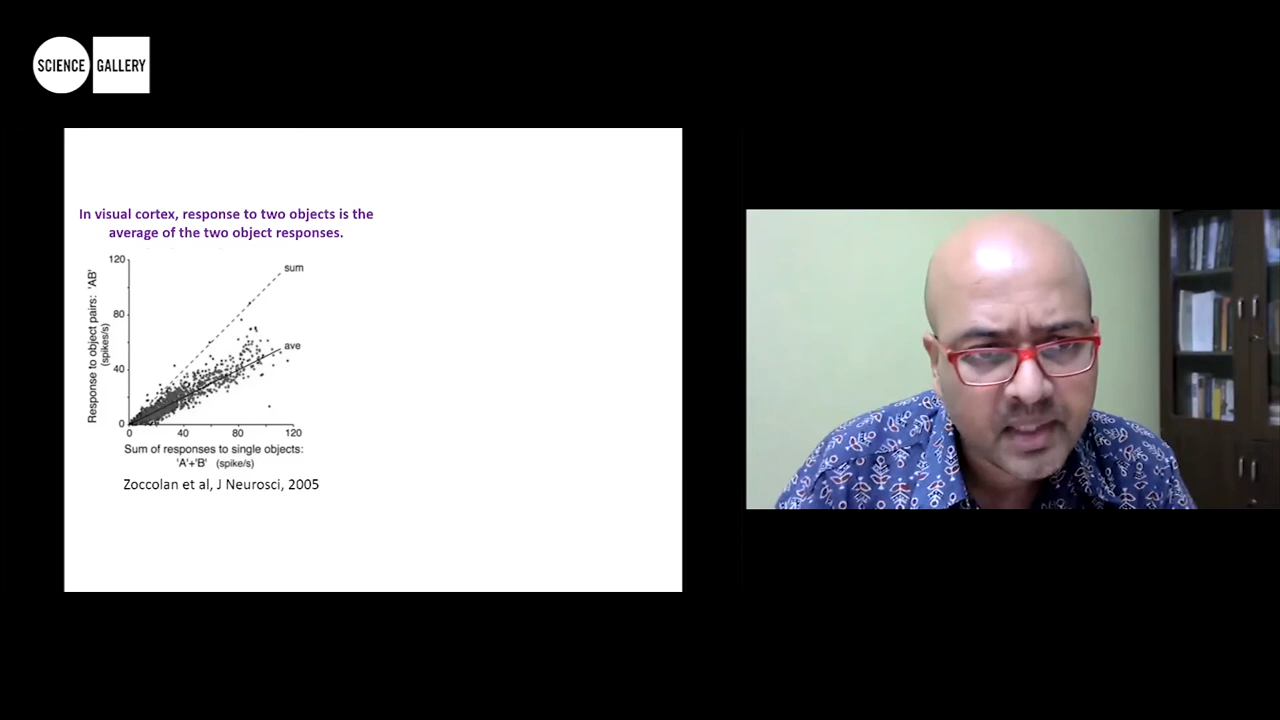 SCIENCE GALLERY
In visual cortex, response to two objects is the
average of the two object responses.
120
80
40
0
Response to object pairs: 'AB'
(spikes/s)
sum
ave
0 40 80 120
Sum of responses to single objects:
'A'+'B' (spike/s)
Zoccolan et al, J Neurosci, 2005